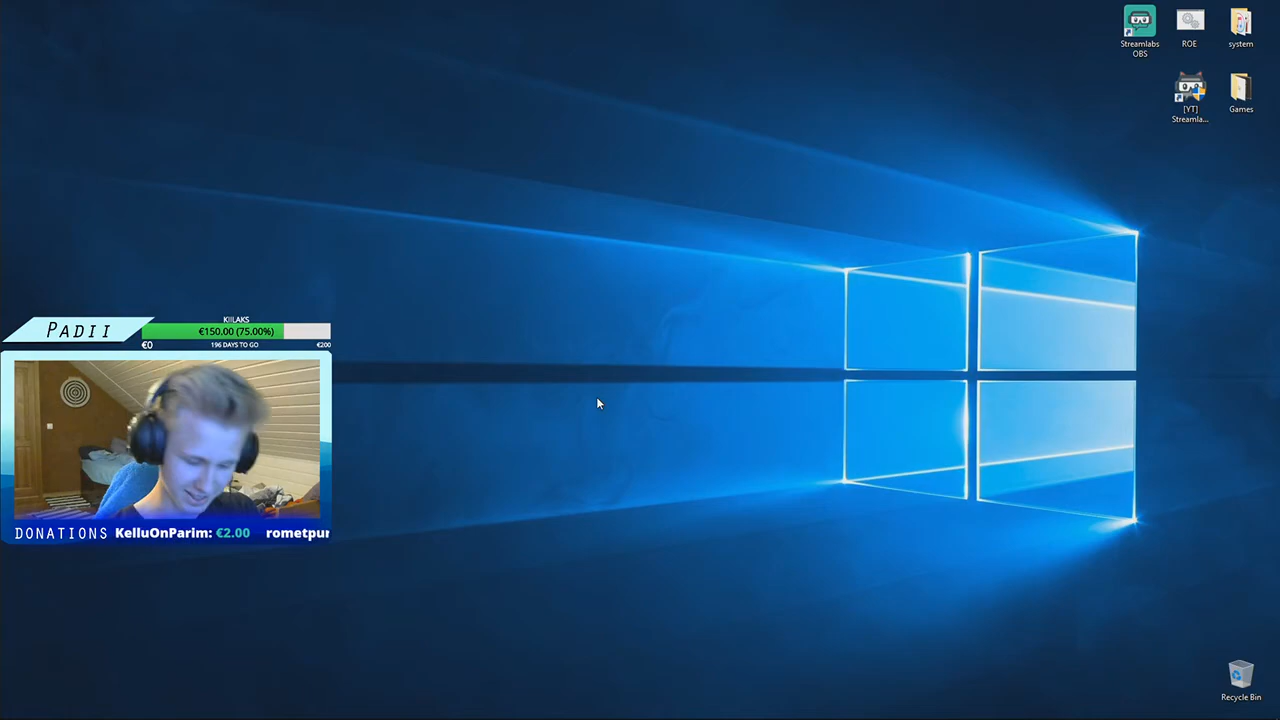 Streamlabs
OBS
ROE
system
[YT]
Streamla...
Games
PADII
KIILAKS
€150.00 (75.00%)
€0
196 DAYS TO GO
€200
DONATIONS KelluOnParim: €2.00 rometpur
Recycle Bin